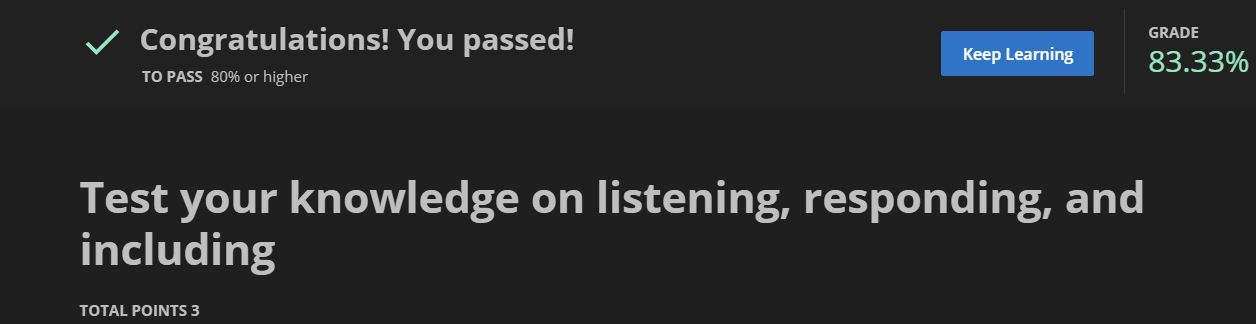 Congratulations! You passed!
TO PASS 80% or higher
Keep Learning
GRADE
83.33%
Test your knowledge on listening, responding, and
including
TOTAL POINTS 3